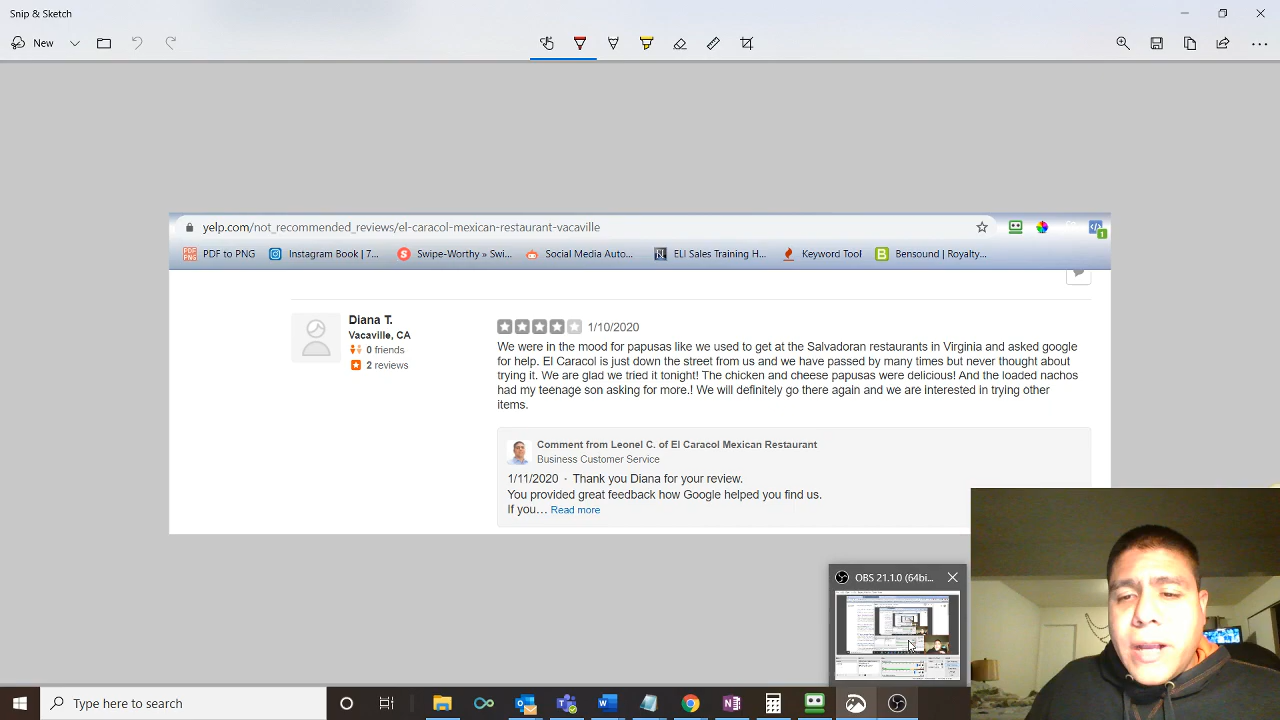 Snip & Sketch
New
yelp.com/not_recommended_reviews/el-caracol-mexican-restaurant-vacaville
PDF to PNG Instagram Book | 7... Swipe-Worthy » Swi... Social Media Auto... ELI Sales Training H... Keyword Tool Bensound | Royalty...
1
Diana T.
Vacaville, CA
0 friends
2 reviews
1/10/2020
We were in the mood for papusas like we used to get at the Salvadoran restaurants in Virginia and asked google
for help. El Caracol is just down the street from us and we have passed by many times but never thought about
trying it. We are glad we tried it tonight! The chicken and cheese papusas were delicious! And the loaded nachos
had my teenage son asking for more.! We will definitely go there again and we are interested in trying other
items.
Comment from Leonel C. of El Caracol Mexican Restaurant
Business Customer Service
1/11/2020 · Thank you Diana for your review.
You provided great feedback how Google helped you find us.
If you… Read more
OBS 21.1.0 (64bi...
Type here to search